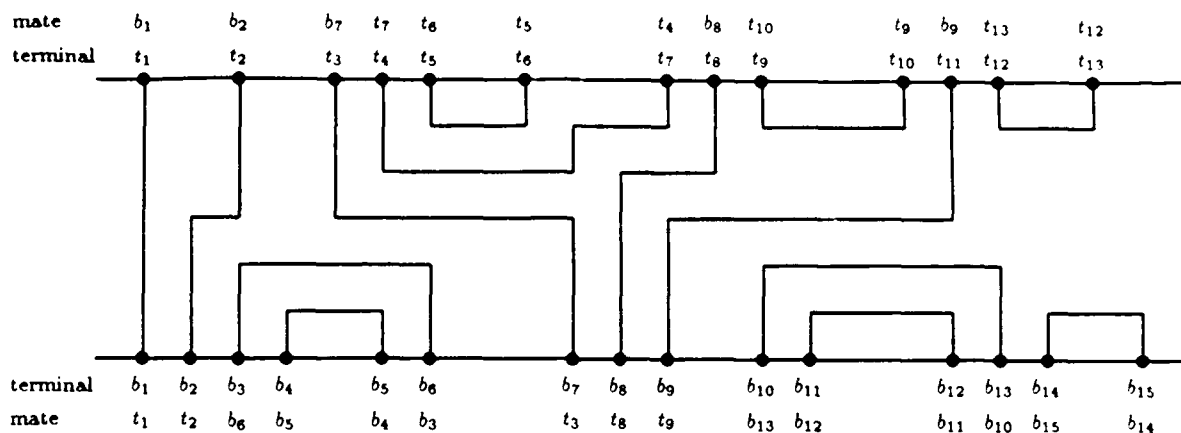 mate b₁ b₂ b₇ t₇ t₆ t₅ t₄ b₈ t₁₀ t₉ b₉ t₁₃ t₁₂
terminal t₁ t₂ t₃ t₄ t₅ t₆ t₇ t₈ t₉ t₁₀ t₁₁ t₁₂ t₁₃
terminal b₁ b₂ b₃ b₄ b₅ b₆ b₇ b₈ b₉ b₁₀ b₁₁ b₁₂ b₁₃ b₁₄ b₁₅
mate t₁ t₂ b₆ b₅ b₄ b₃ t₃ t₈ t₉ b₁₃ b₁₂ b₁₁ b₁₀ b₁₅ b₁₄